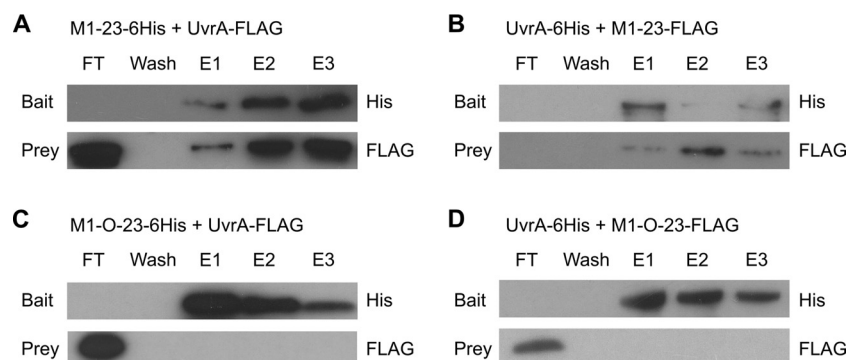 A
M1-23-6His + UvrA-FLAG
FT Wash E1 E2 E3
Bait His
Prey FLAG
B
UvrA-6His + M1-23-FLAG
FT Wash E1 E2 E3
Bait His
Prey FLAG
C
M1-O-23-6His + UvrA-FLAG
FT Wash E1 E2 E3
Bait His
Prey FLAG
D
UvrA-6His + M1-O-23-FLAG
FT Wash E1 E2 E3
Bait His
Prey FLAG